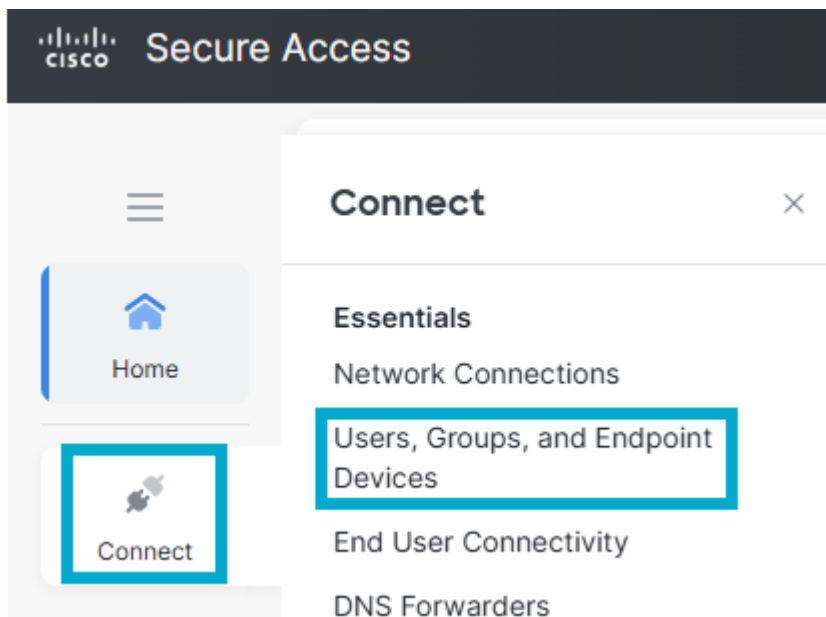 cisco Secure Access
Connect
Home
Connect
Essentials
Network Connections
Users, Groups, and Endpoint
Devices
End User Connectivity
DNS Forwarders